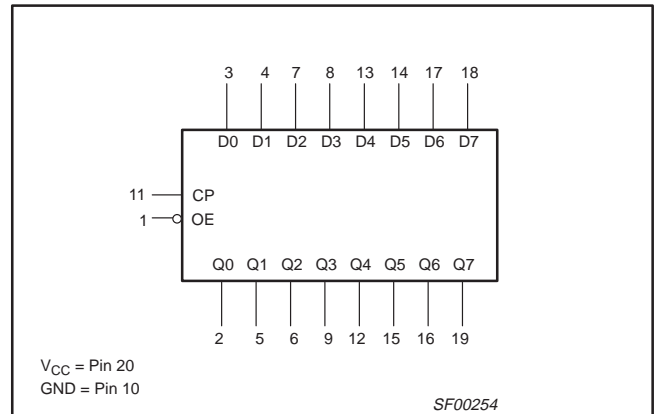 3 4 7 8 13 14 17 18
D0 D1 D2 D3 D4 D5 D6 D7
11 CP
1 OE
Q0 Q1 Q2 Q3 Q4 Q5 Q6 Q7
2 5 6 9 12 15 16 19
VCC = Pin 20
GND = Pin 10
SF00254